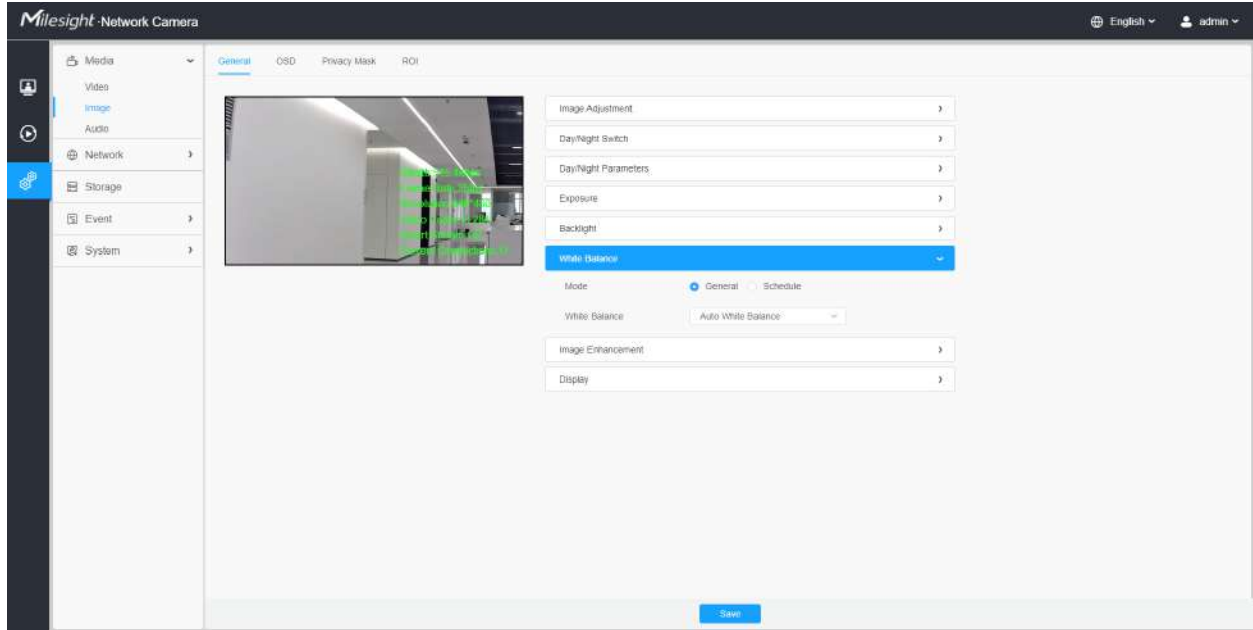 Milesight-Network Camera
English
admin
Media
Video
Image
Audio
Network
Storage
Event
System
General OSD Privacy Mask ROI
Image Adjustment
Day/Night Switch
Day/Night Parameters
Exposure
Backlight
White Balance
Mode General Schedule
White Balance Auto White Balance
Image Enhancement
Display
Save